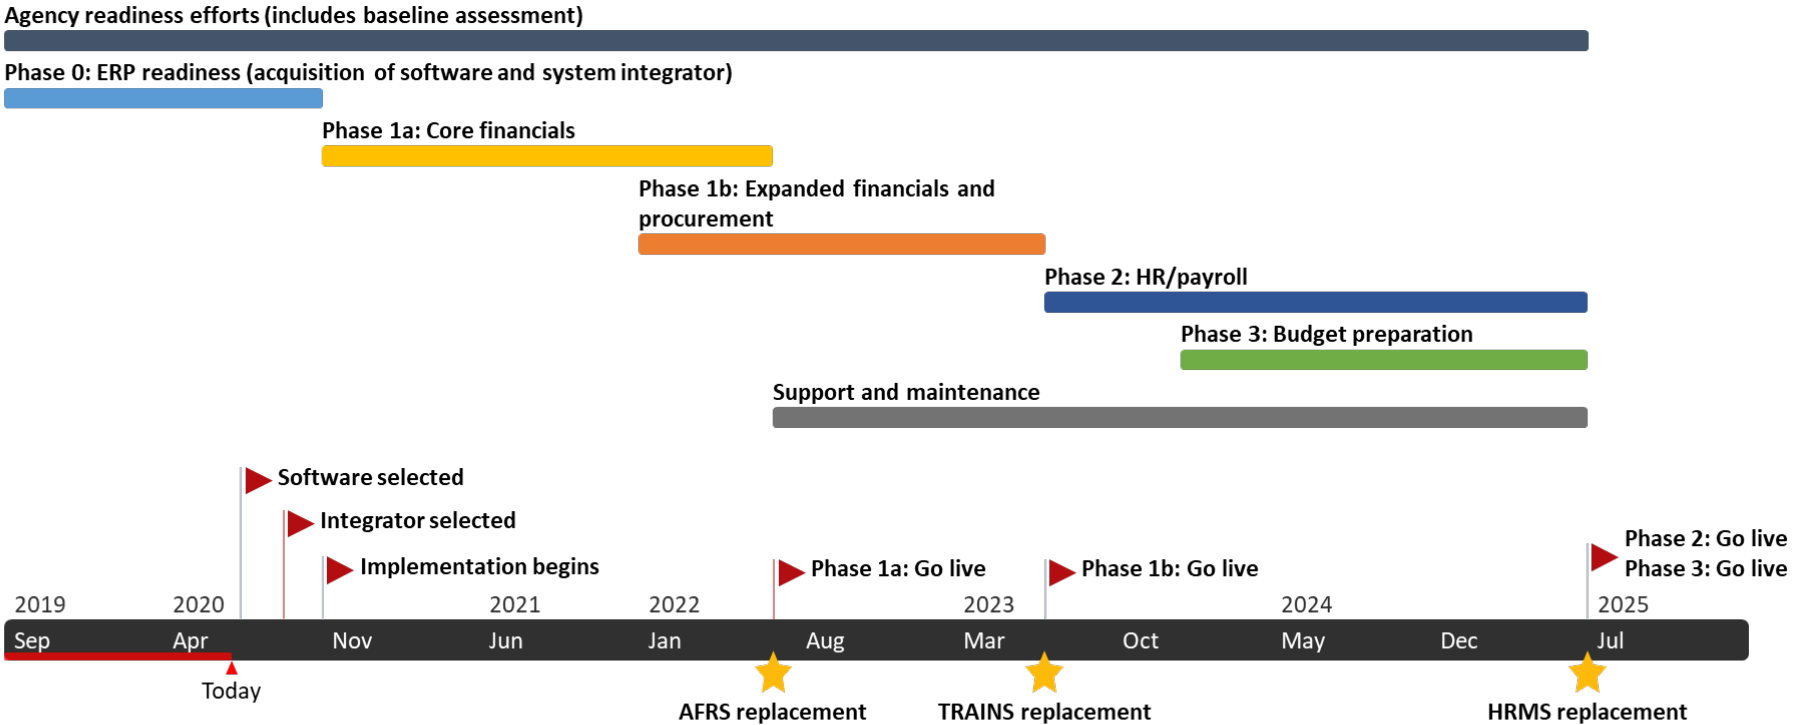 Agency readiness efforts (includes baseline assessment)
Phase 0: ERP readiness (acquisition of software and system integrator)
Phase 1a: Core financials
Phase 1b: Expanded financials and
procurement
Phase 2: HR/payroll
Phase 3: Budget preparation
Support and maintenance
Software selected
Integrator selected
Implementation begins
Phase 1a: Go live
Phase 1b: Go live
Phase 2: Go live
Phase 3: Go live
2019 2020 2021 2022 2023 2024 2025
Sep Apr Nov Jun Jan Aug Mar Oct May Dec Jul
Today
AFRS replacement
TRAINS replacement
HRMS replacement